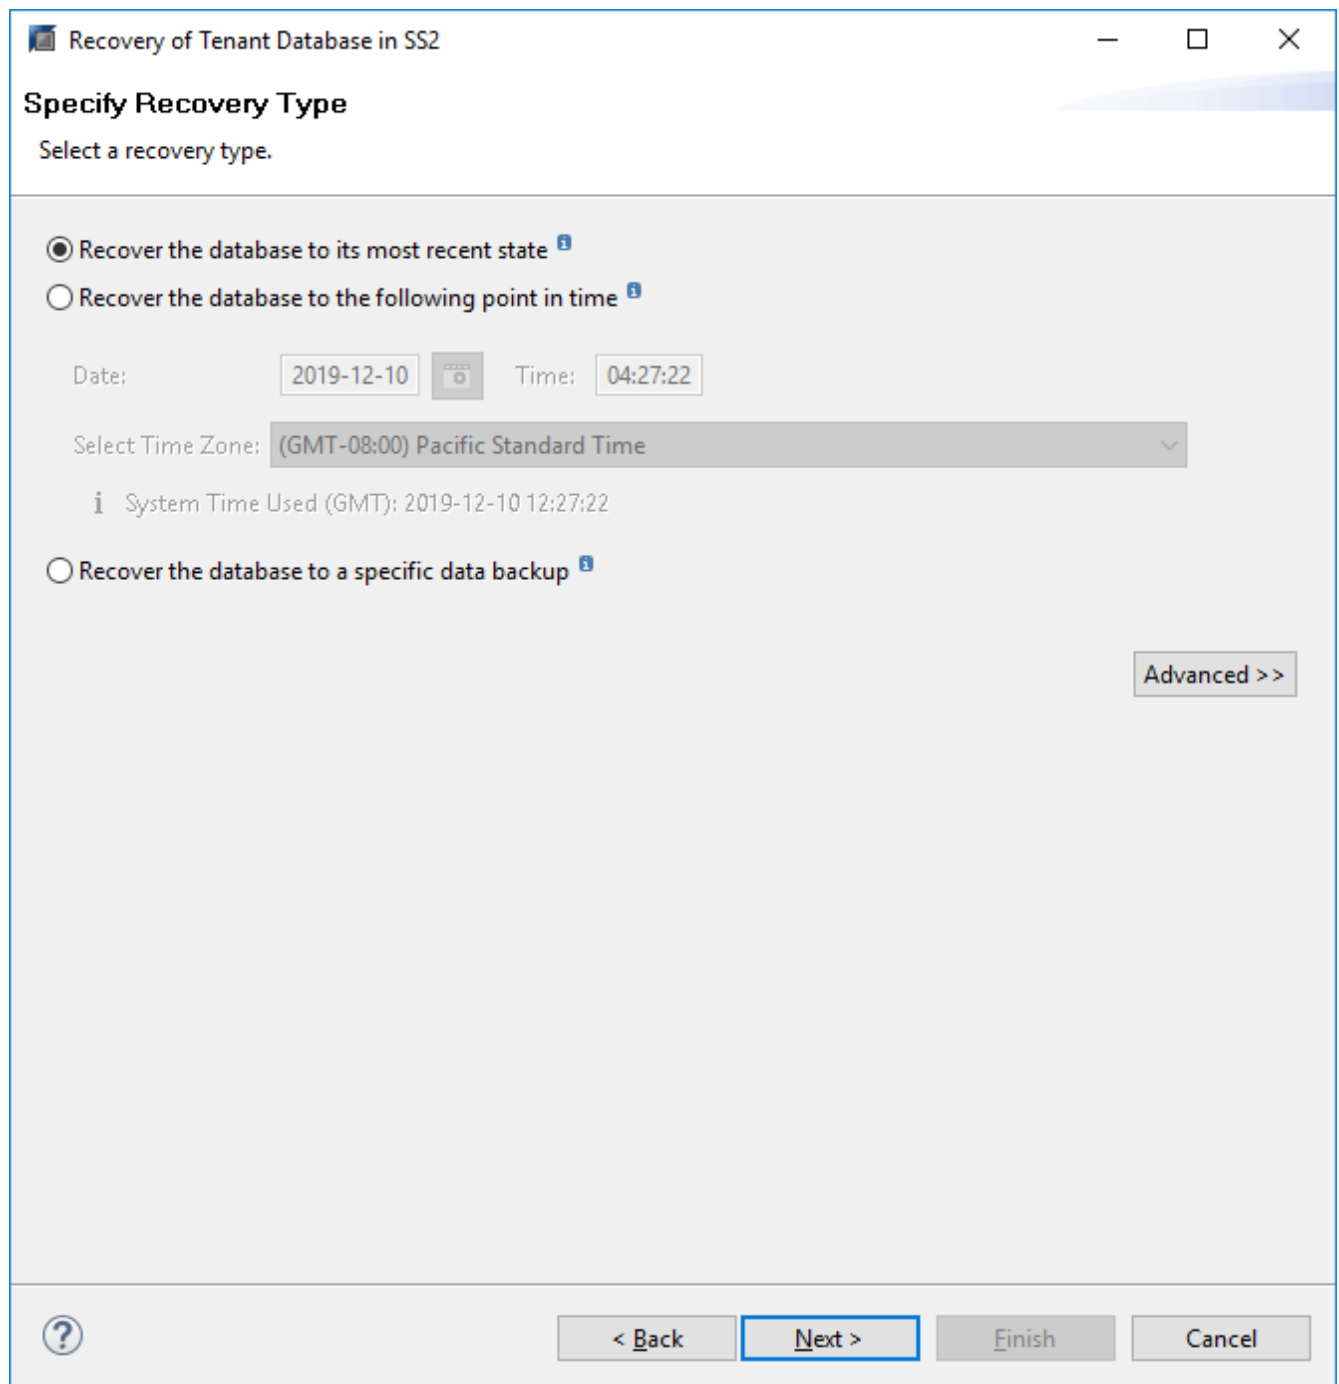 Recovery of Tenant Database in SS2
Specify Recovery Type
Select a recovery type.
Recover the database to its most recent state
Recover the database to the following point in time
Date: 2019-12-10 Time: 04:27:22
Select Time Zone: (GMT-08:00) Pacific Standard Time
System Time Used (GMT): 2019-12-10 12:27:22
Recover the database to a specific data backup
Advanced >>
< Back Next > Finish Cancel